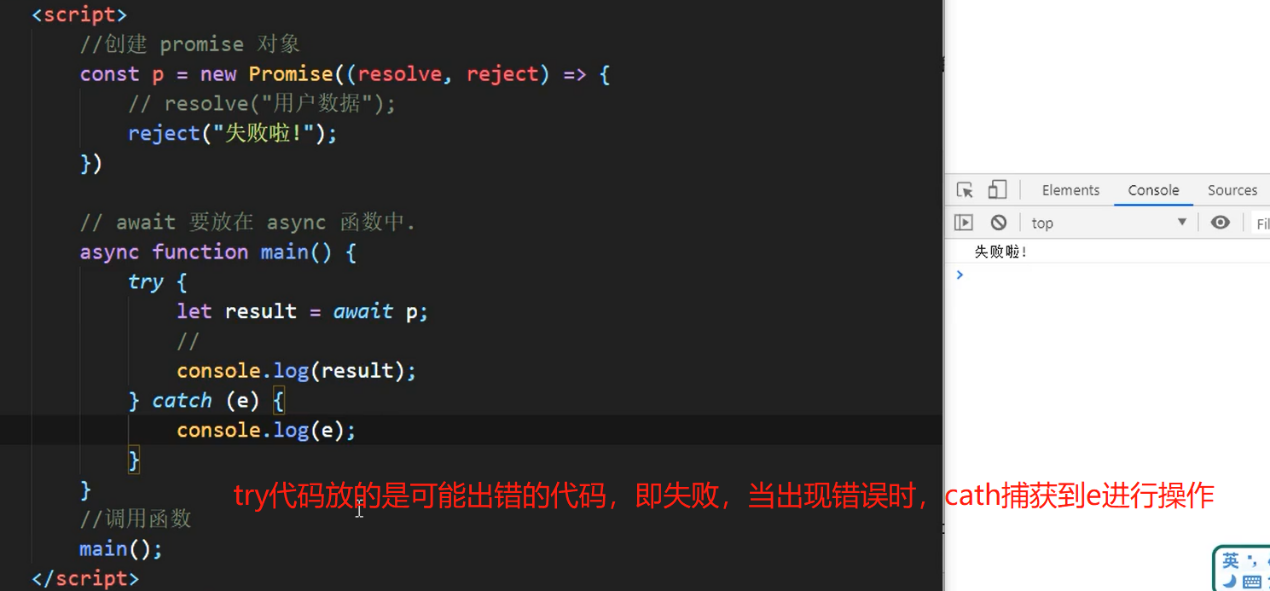 <script>
//创建 promise 对象
const p = new Promise((resolve, reject) => {
// resolve("用户数据");
reject("失败啦!");
})
// await 要放在 async 函数中.
async function main() {
try {
let result = await p;
//
console.log(result);
} catch (e) {
console.log(e);
}
}
try代码放的是可能出错的代码，即失败，当出现错误时，cath捕获到e进行操作
//调用函数
main();
</script>
Elements Console Sources
top Fil
失败啦!
>
英